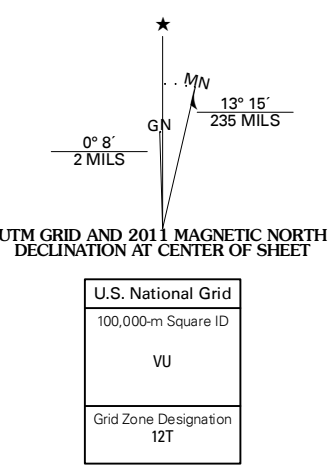 ★
MN
GN
13° 15´
235 MILS
0° 8´
2 MILS
UTM GRID AND 2011 MAGNETIC NORTH
DECLINATION AT CENTER OF SHEET
U.S. National Grid
100,000-m Square ID
VU
Grid Zone Designation
12T